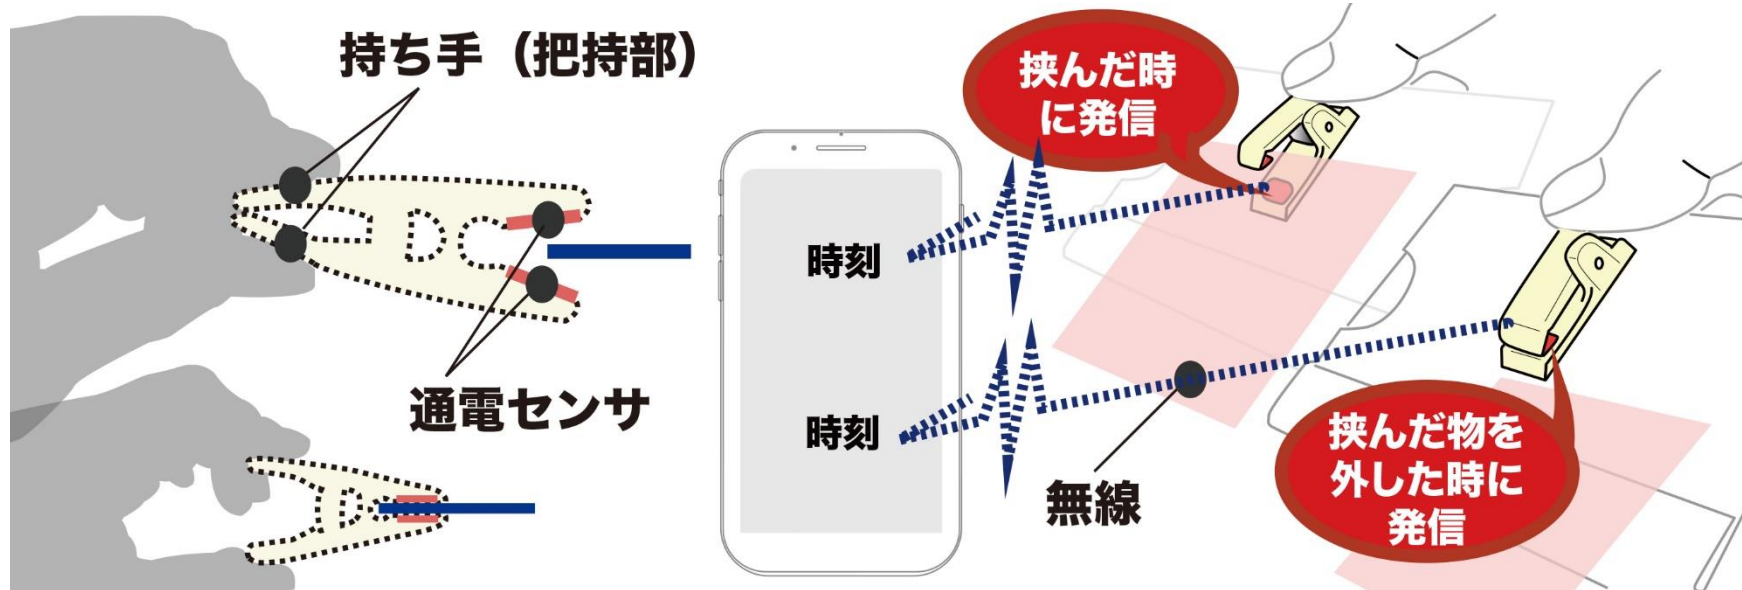 持ち手（把持部）
通電センサ
時刻
時刻
挟んだ時
に発信
無線
挟んだ物を
外した時に
発信